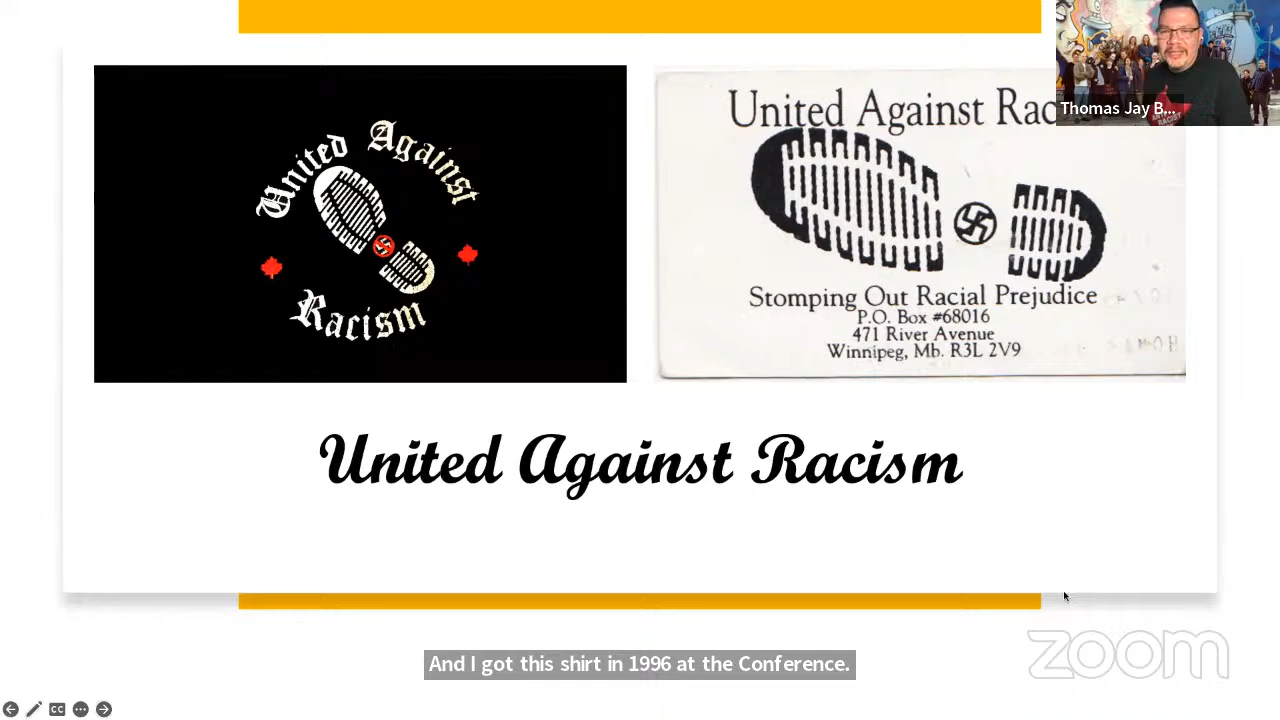 United Against
Racism
United Against Rac
Stomping Out Racial Prejudice
P.O. Box #68016
471 River Avenue
Winnipeg, Mb. R3L 2V9
Thomas Jay B...
United Against Racism
And I got this shirt in 1996 at the Conference.
zoom
CC